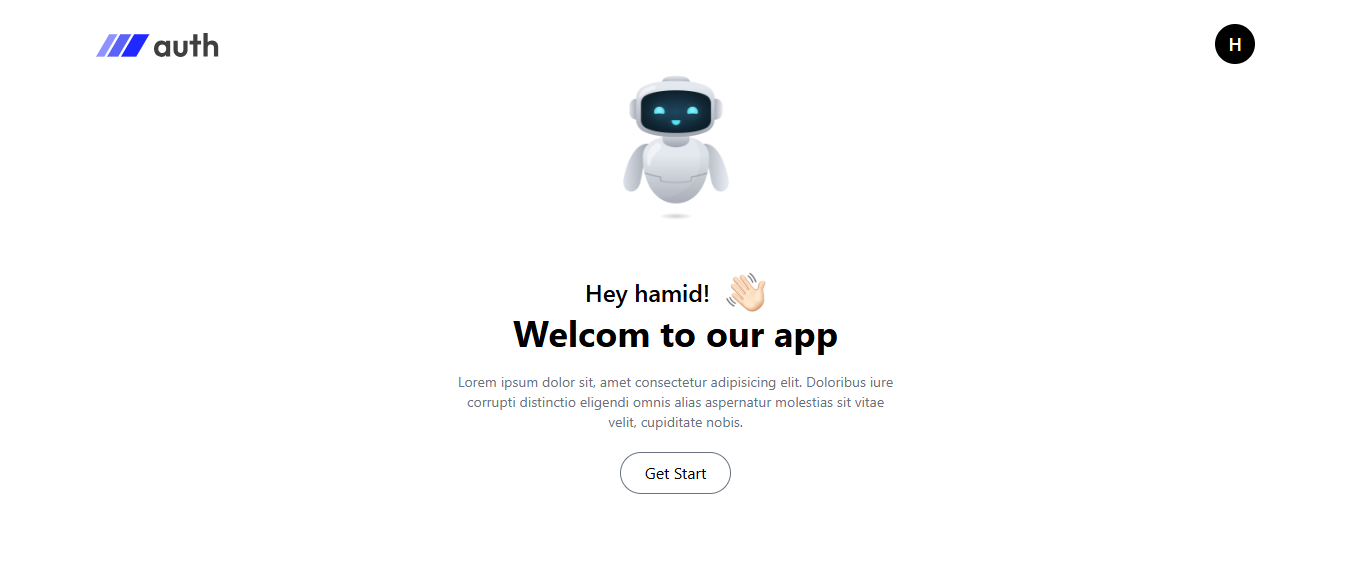 auth
H
Hey hamid!
Welcom to our app
Lorem ipsum dolor sit, amet consectetur adipisicing elit. Doloribus iure
corrupti distinctio eligendi omnis alias aspernatur molestias sit vitae
velit, cupiditate nobis.
Get Start